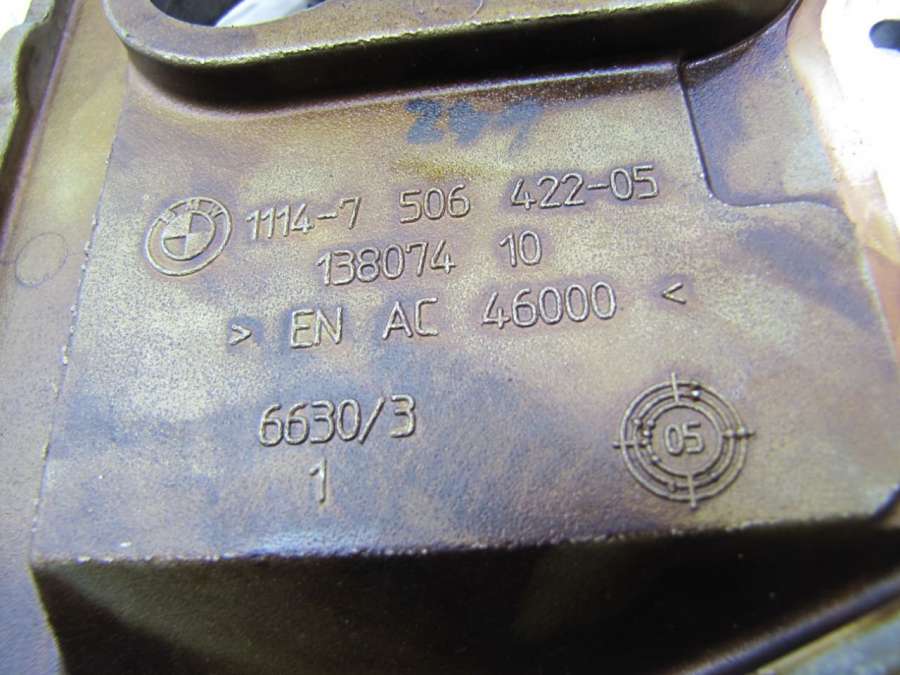 1114-7 506 422-05
138074 10
> EN AC 46000 <
6630/3
1
05